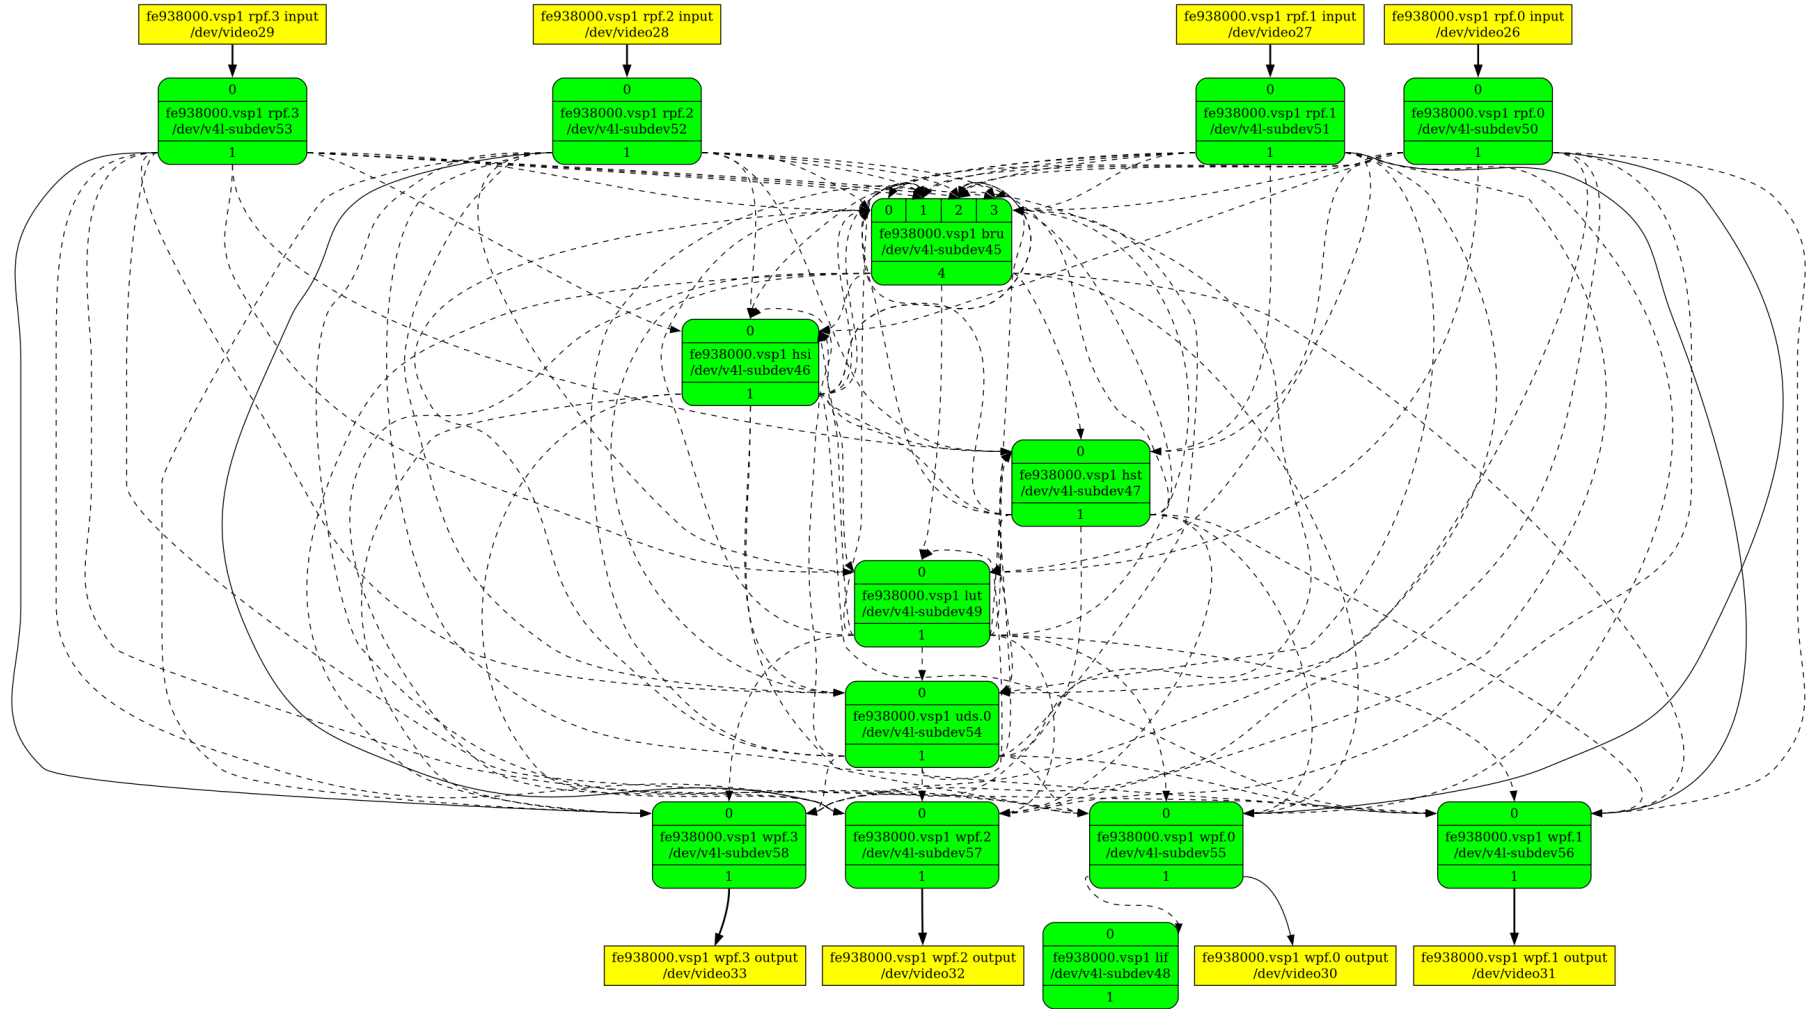 fe938000.vsp1 rpf.3 input
/dev/video29
fe938000.vsp1 rpf.2 input
/dev/video28
fe938000.vsp1 rpf.1 input
/dev/video27
fe938000.vsp1 rpf.0 input
/dev/video26
0
fe938000.vsp1 rpf.3
/dev/v4l-subdev53
1
0
fe938000.vsp1 rpf.2
/dev/v4l-subdev52
1
0
fe938000.vsp1 rpf.1
/dev/v4l-subdev51
1
0
fe938000.vsp1 rpf.0
/dev/v4l-subdev50
1
0 1 2 3
fe938000.vsp1 bru
/dev/v4l-subdev45
4
0
fe938000.vsp1 hsi
/dev/v4l-subdev46
1
0
fe938000.vsp1 hst
/dev/v4l-subdev47
1
0
fe938000.vsp1 lut
/dev/v4l-subdev49
1
0
fe938000.vsp1 uds.0
/dev/v4l-subdev54
1
0
fe938000.vsp1 wpf.3
/dev/v4l-subdev58
1
0
fe938000.vsp1 wpf.2
/dev/v4l-subdev57
1
0
fe938000.vsp1 wpf.0
/dev/v4l-subdev55
1
0
fe938000.vsp1 wpf.1
/dev/v4l-subdev56
1
fe938000.vsp1 wpf.3 output
/dev/video33
fe938000.vsp1 wpf.2 output
/dev/video32
0
fe938000.vsp1 lif
/dev/v4l-subdev48
1
fe938000.vsp1 wpf.0 output
/dev/video30
fe938000.vsp1 wpf.1 output
/dev/video31